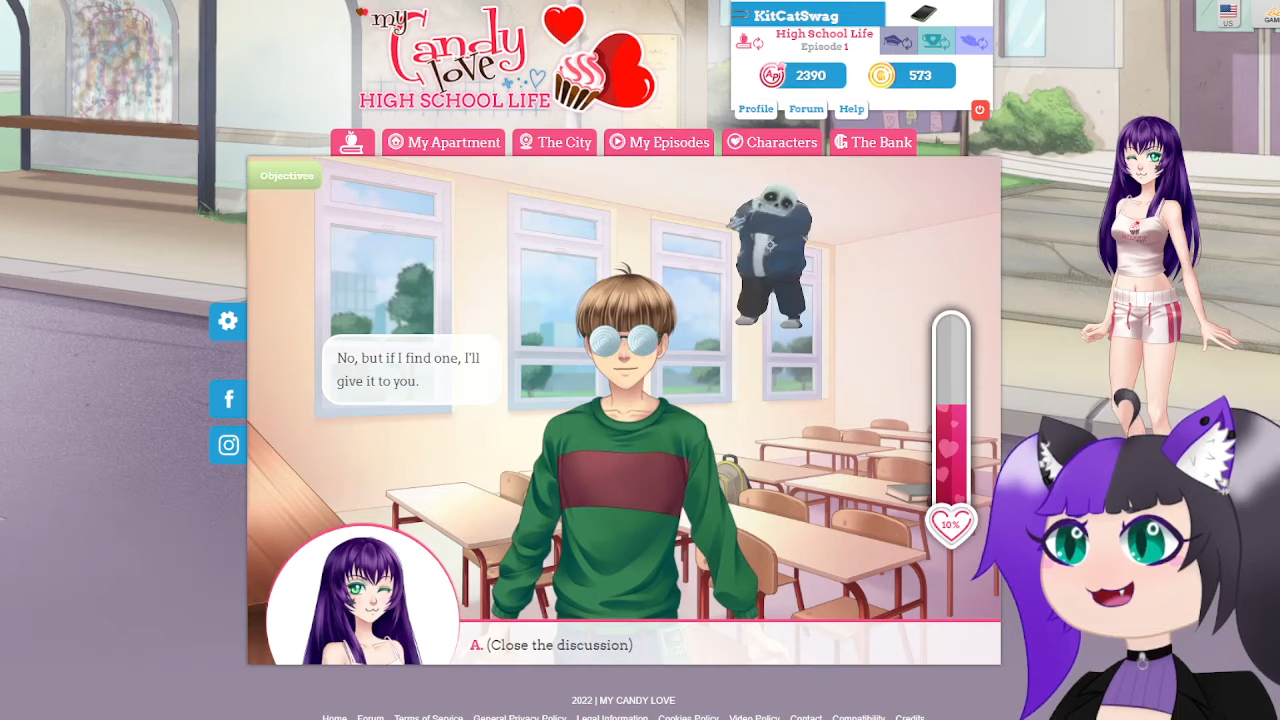 my
Candy
love
HIGH SCHOOL LIFE
KitCatSwag
High School Life
Episode 1
2390
573
Profile
Forum
Help
US
GAM
My Apartment
The City
My Episodes
Characters
The Bank
Objectives
No, but if I find one, I'll
give it to you.
10%
A. (Close the discussion)
2022 | MY CANDY LOVE
Home Forum Terms of Service General Privacy Policy Legal Information Cookies Policy Video Policy Contact Compatibility Credits